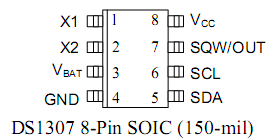 X1 1 8 VCC
X2 2 7 SQW/OUT
VBAT 3 6 SCL
GND 4 5 SDA
DS1307 8-Pin SOIC (150-mil)